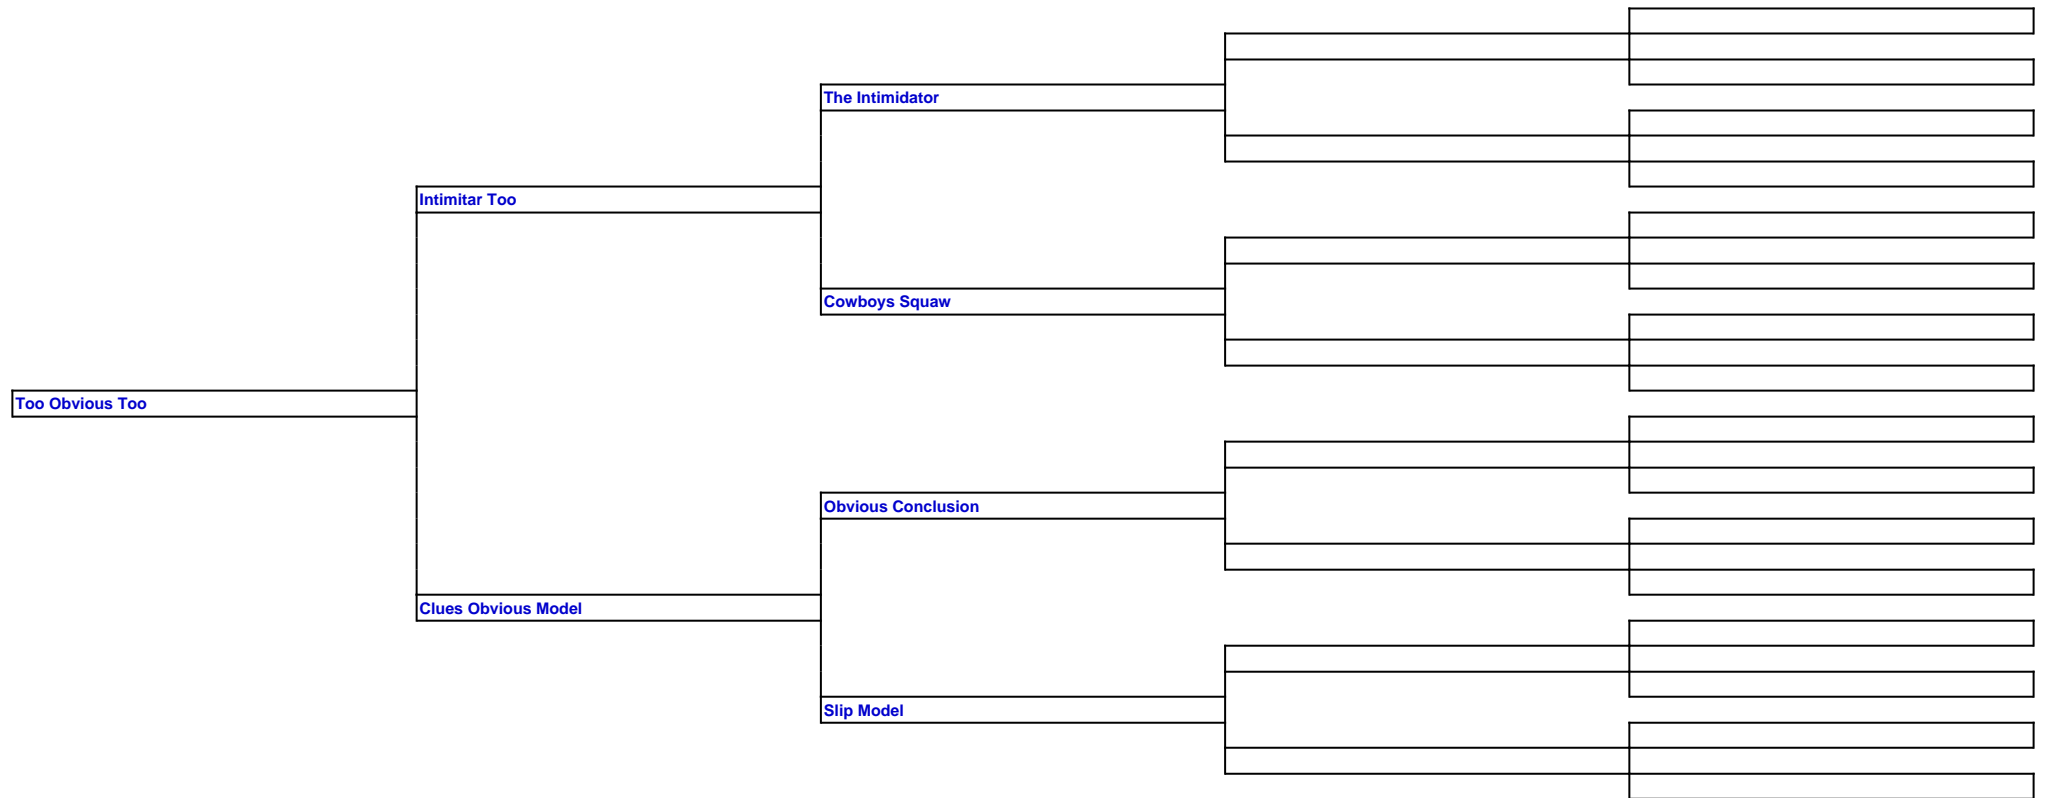 The Intimidator
Intimitar Too
Cowboys Squaw
Too Obvious Too
Obvious Conclusion
Clues Obvious Model
Slip Model